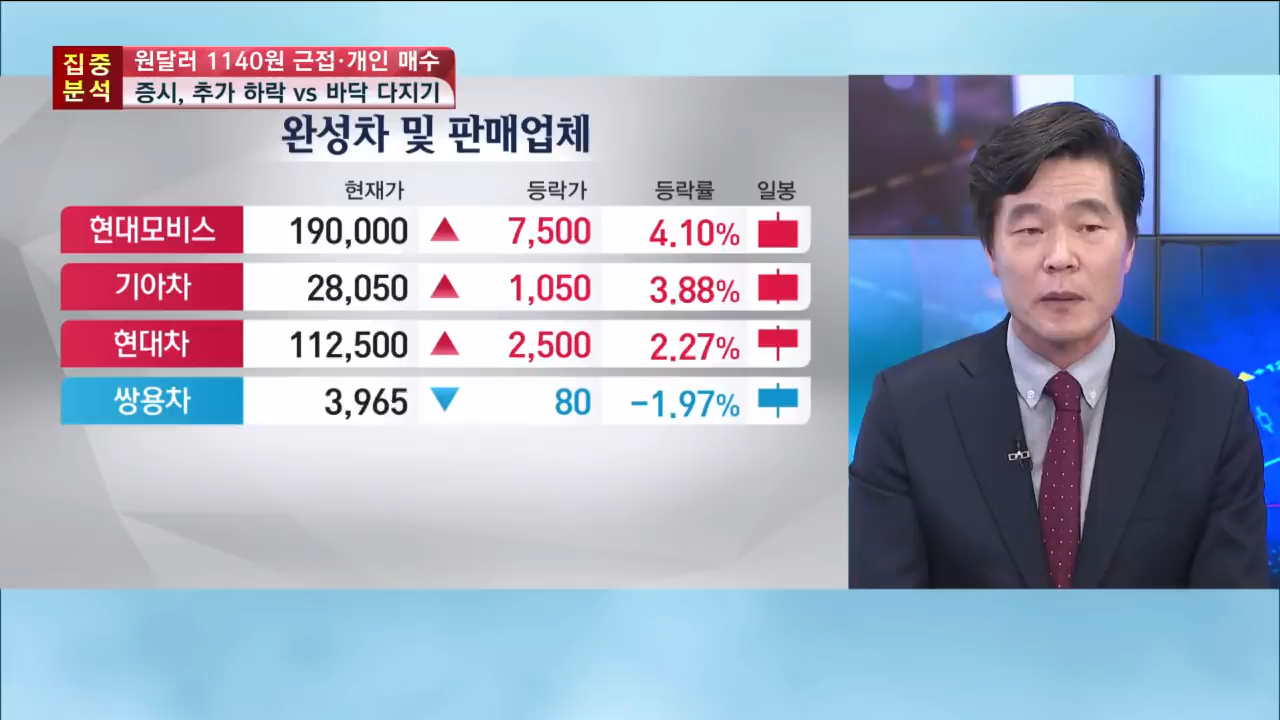 집중
분석
원달러 1140원 근접·개인 매수
증시, 추가 하락 vs 바닥 다지기
완성차 및 판매업체
현재가 등락가 등락률 일봉
현대모비스 190,000 ▲ 7,500 4.10%
기아차 28,050 ▲ 1,050 3.88%
현대차 112,500 ▲ 2,500 2.27%
쌍용차 3,965 ▼ 80 -1.97%